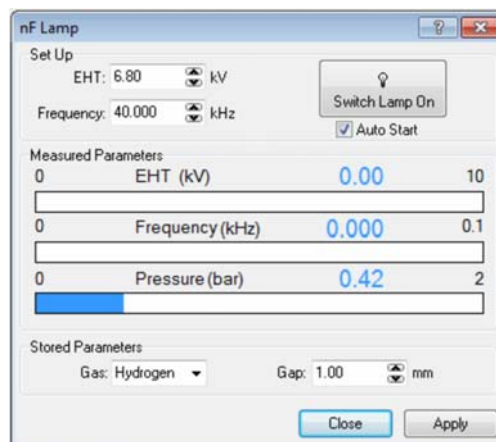 nF Lamp
Set Up
EHT: 6.80 kV
Frequency: 40.000 kHz
Switch Lamp On
Auto Start
Measured Parameters
0 EHT (kV) 0.00 10
0 Frequency (kHz) 0.000 0.1
0 Pressure (bar) 0.42 2
Stored Parameters
Gas: Hydrogen Gap: 1.00 mm
Close Apply